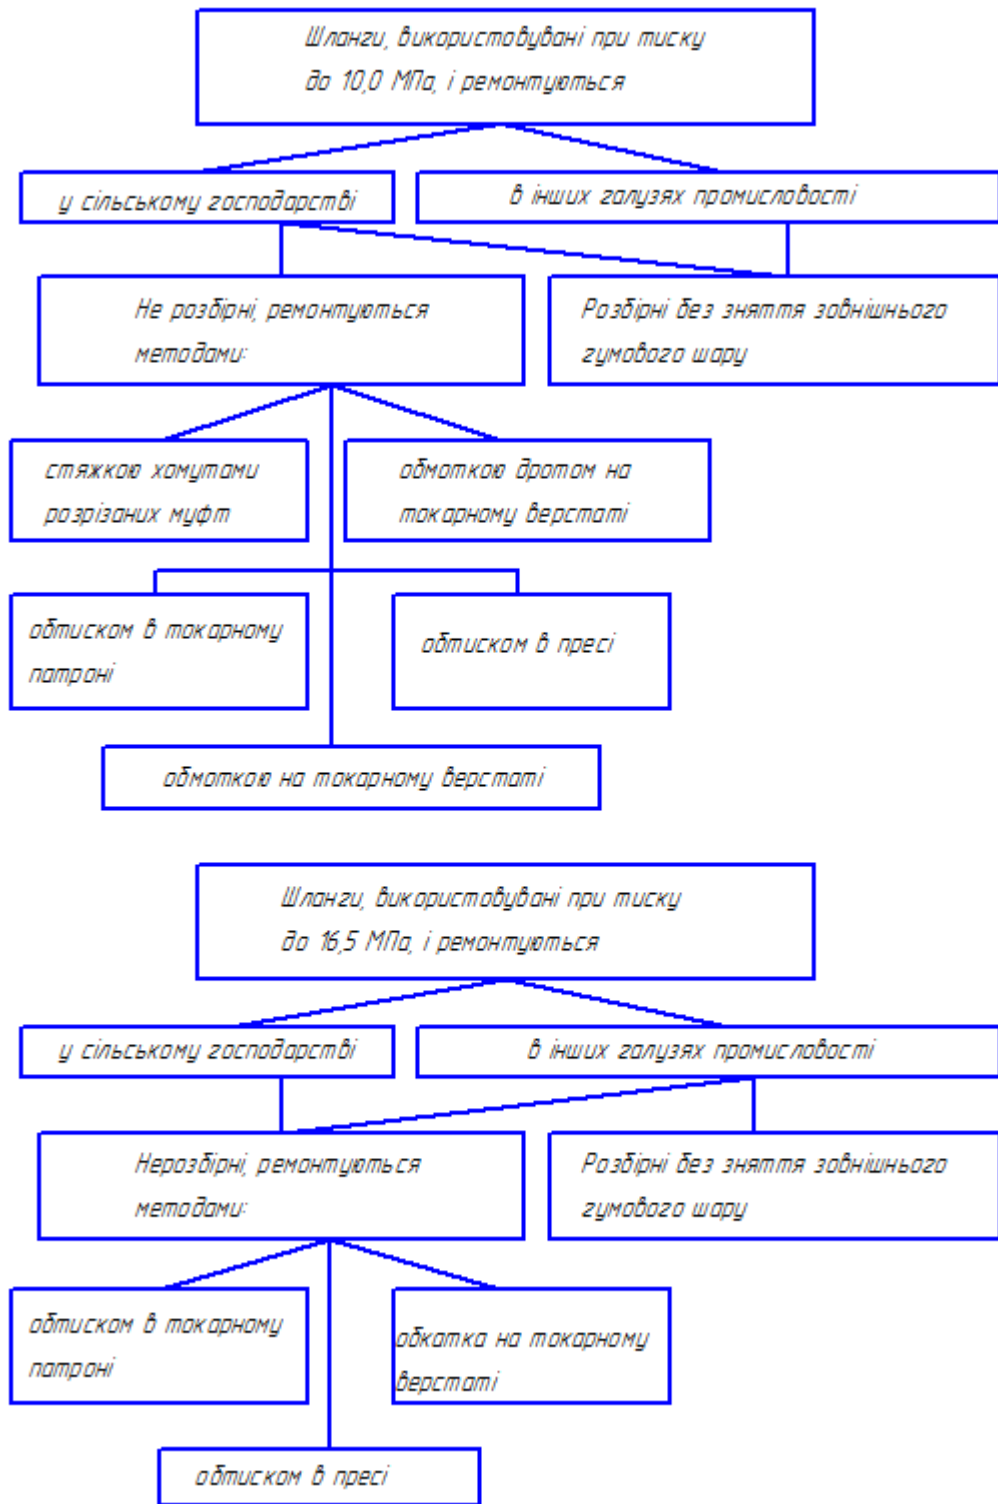 Шланги, використовувані при тиску
до 10,0 МПа, і ремонтуються
у сільському господарстві
в інших галузях промисловості
Не розбірні, ремонтуються
методами:
Розбірні без зняття зовнішнього
гумового шару
стяжкою хомутами
розрізаних муфт
обмоткою дротом на
токарному верстаті
обтиском в токарному
патроні
обтиском в пресі
обмоткою на токарному верстаті
Шланги, використовувані при тиску
до 16,5 МПа, і ремонтуються
у сільському господарстві
в інших галузях промисловості
Нерозбірні, ремонтуються
методами:
Розбірні без зняття зовнішнього
гумового шару
обтиском в токарному
патроні
обкатка на токарному
верстаті
обтиском в пресі